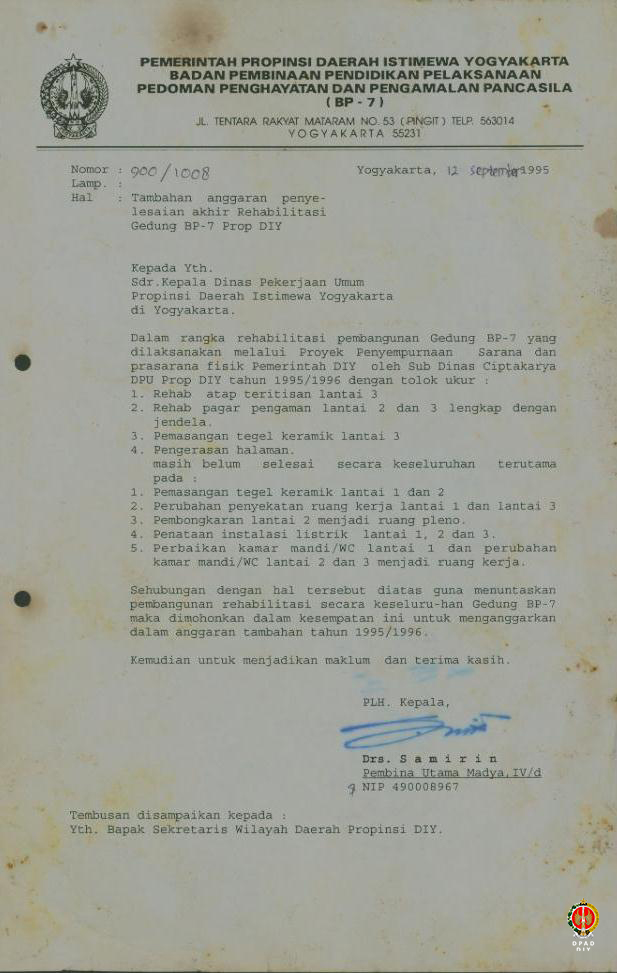 PEMERINTAH PROPINSI DAERAH ISTIMEWA YOGYAKARTA
BADAN PEMBINAAN PENDIDIKAN PELAKSANAAN
PEDOMAN PENGHAYATAN DAN PENGAMALAN PANCASILA
( BP - 7 )
JL. TENTARA RAKYAT MATARAM NO. 53 ( PINGIT ) TELP. 563014
YOGYAKARTA 55231
Nomor : 900/1008 Yogyakarta, 12 September 1995
Lamp. :
Hal : Tambahan anggaran penye-
lesaian akhir Rehabilitasi
Gedung BP-7 Prop DIY
Kepada Yth.
Sdr.Kepala Dinas Pekerjaan Umum
Propinsi Daerah Istimewa Yogyakarta
di Yogyakarta.
Dalam rangka rehabilitasi pembangunan Gedung BP-7 yang
dilaksanakan melalui Proyek Penyempurnaan Sarana dan
prasarana fisik Pemerintah DIY oleh Sub Dinas Ciptakarya
DPU Prop DIY tahun 1995/1996 dengan tolok ukur :
1. Rehab atap teritisan lantai 3
2. Rehab pagar pengaman lantai 2 dan 3 lengkap dengan
jendela.
3. Pemasangan tegel keramik lantai 3
4. Pengerasan halaman.
masih belum selesai secara keseluruhan terutama
pada :
1. Pemasangan tegel keramik lantai 1 dan 2
2. Perubahan penyekatan ruang kerja lantai 1 dan lantai 3
3. Pembongkaran lantai 2 menjadi ruang pleno.
4. Penataan instalasi listrik lantai 1, 2 dan 3.
5. Perbaikan kamar mandi/WC lantai 1 dan perubahan
kamar mandi/WC lantai 2 dan 3 menjadi ruang kerja.
Sehubungan dengan hal tersebut diatas guna menuntaskan
pembangunan rehabilitasi secara keseluru-han Gedung BP-7
maka dimohonkan dalam kesempatan ini untuk menganggarkan
dalam anggaran tambahan tahun 1995/1996.
Kemudian untuk menjadikan maklum dan terima kasih.
PLH. Kepala,
Drs. S a m i r i n
Pembina Utama Madya,IV/d
NIP 490008967
Tembusan disampaikan kepada :
Yth. Bapak Sekretaris Wilayah Daerah Propinsi DIY.
DPAD
DIY